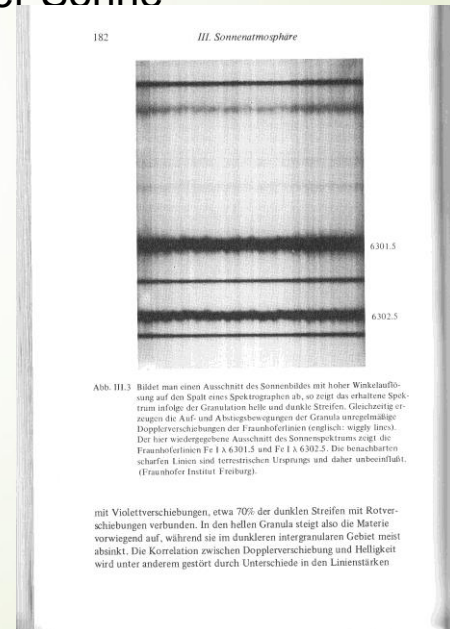 182
III. Sonnenatmosphäre
6301.5
6302.5
Abb. III.3 Bildet man einen Ausschnitt des Sonnenbildes mit hoher Winkelauflö-
sung auf den Spalt eines Spektrographen ab, so zeigt das erhaltene Spek-
trum infolge der Granulation helle und dunkle Streifen. Gleichzeitig er-
zeugen die Auf- und Abstiegsbewegungen der Granula unregelmäßige
Dopplerverschiebungen der Fraunhoferlinien (englisch: wiggly lines).
Der hier wiedergegebene Ausschnitt des Sonnenspektrums zeigt die
Fraunhoferlinien Fe I λ 6301.5 und Fe I λ 6302.5. Die benachbarten
scharfen Linien sind terrestrischen Ursprungs und daher unbeeinflußt.
(Fraunhofer Institut Freiburg).
mit Violettverschiebungen, etwa 70% der dunklen Streifen mit Rotver-
schiebungen verbunden. In den hellen Granula steigt also die Materie
vorwiegend auf, während sie im dunkleren intergranularen Gebiet meist
absinkt. Die Korrelation zwischen Dopplerverschiebung und Helligkeit
wird unter anderem gestört durch Unterschiede in den Linienstärken